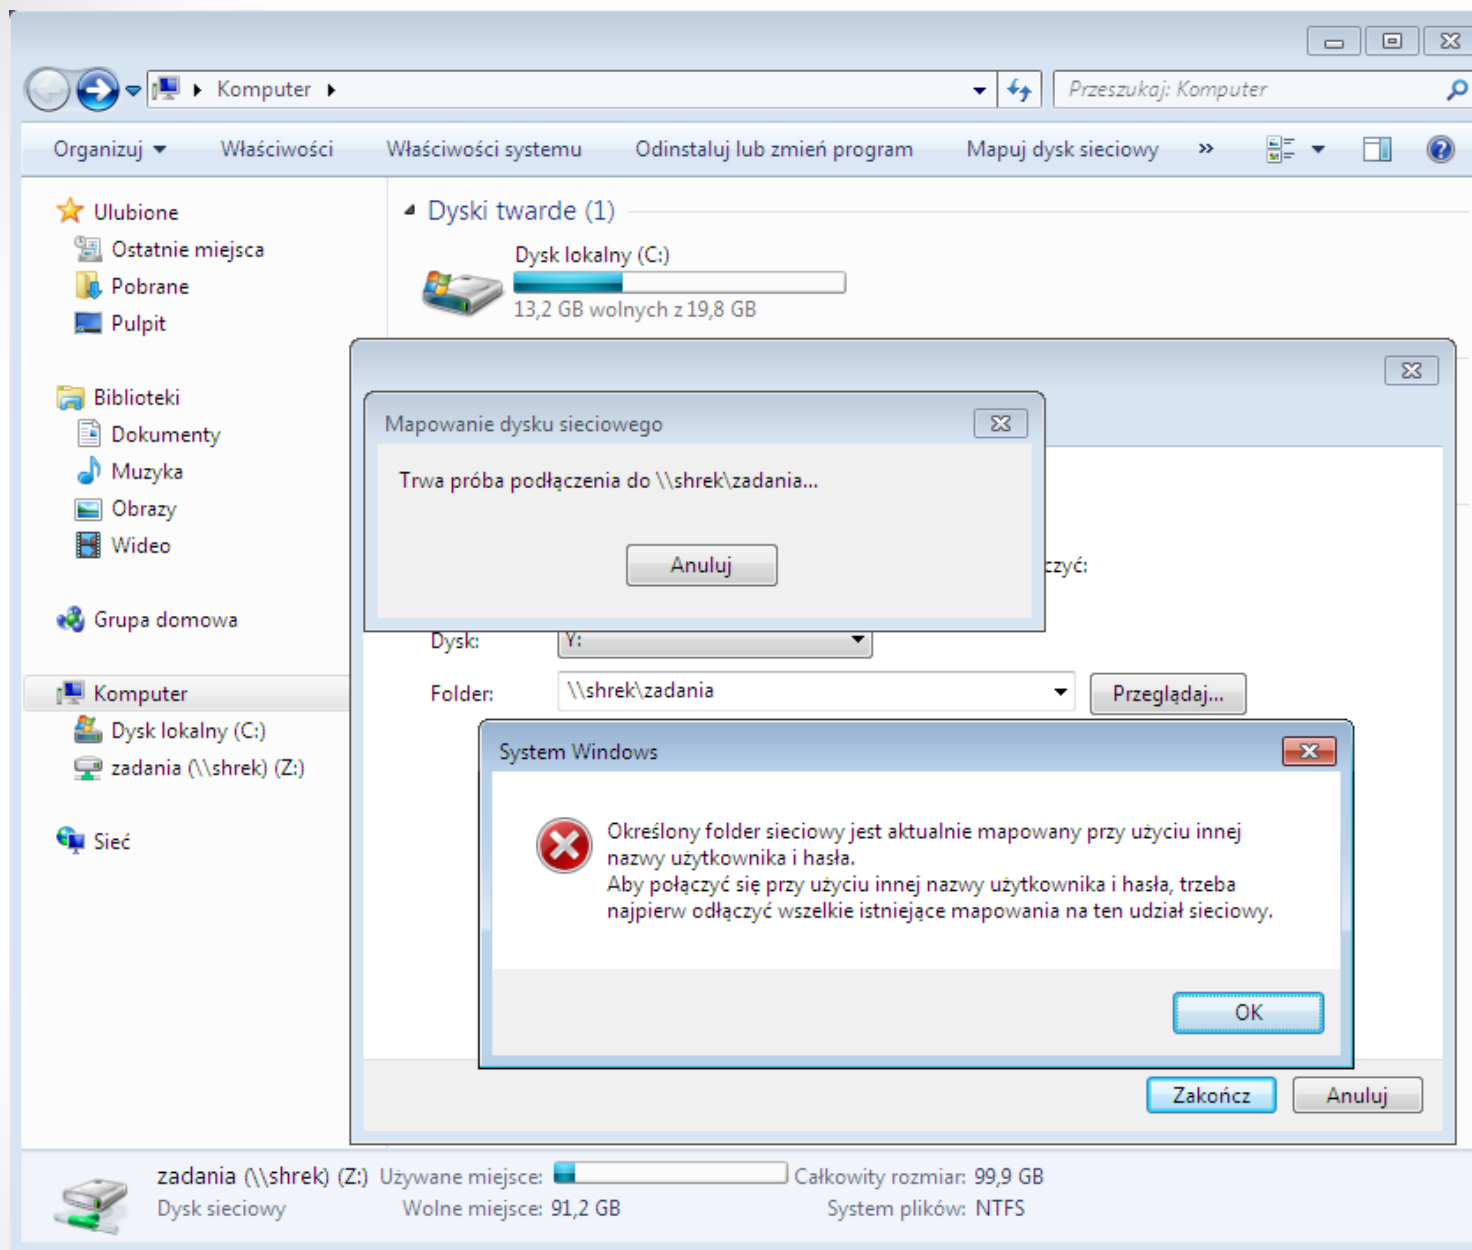 Komputer
Przeszukaj: Komputer
Organizuj Właściwości Właściwości systemu Odinstaluj lub zmień program Mapuj dysk sieciowy »
Ulubione
Ostatnie miejsca
Pobrane
Pulpit
Biblioteki
Dokumenty
Muzyka
Obrazy
Wideo
Grupa domowa
Komputer
Dysk lokalny (C:)
zadania (\\shrek) (Z:)
Sieć
Dyski twarde (1)
Dysk lokalny (C:)
13,2 GB wolnych z 19,8 GB
Mapowanie dysku sieciowego
Trwa próba podłączenia do \\shrek\zadania...
Anuluj
czyć:
Dysk: Y:
Folder: \\shrek\zadania Przeglądaj...
System Windows
Określony folder sieciowy jest aktualnie mapowany przy użyciu innej
nazwy użytkownika i hasła.
Aby połączyć się przy użyciu innej nazwy użytkownika i hasła, trzeba
najpierw odłączyć wszelkie istniejące mapowania na ten udział sieciowy.
OK
Zakończ Anuluj
zadania (\\shrek) (Z:) Używane miejsce: Całkowity rozmiar: 99,9 GB
Dysk sieciowy Wolne miejsce: 91,2 GB System plików: NTFS